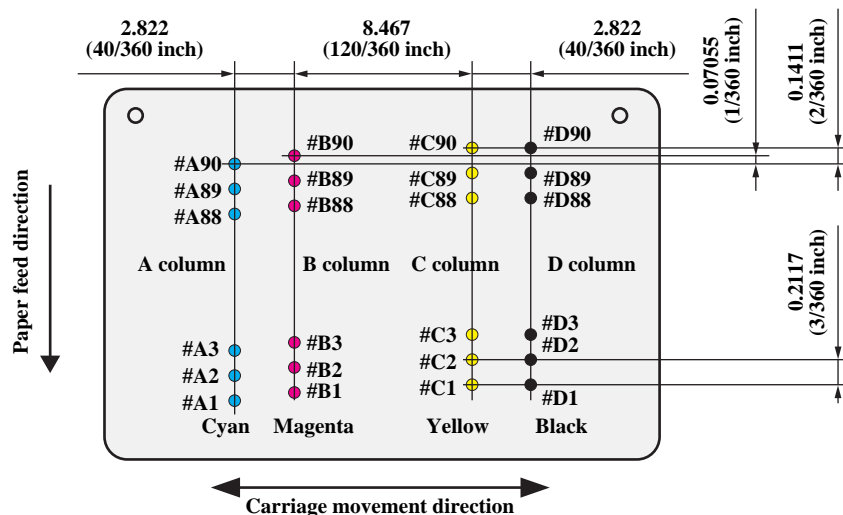 2.822
(40/360 inch)
8.467
(120/360 inch)
2.822
(40/360 inch)
0.07055
(1/360 inch)
0.1411
(2/360 inch)
#A90
#A89
#A88
#B90
#B89
#B88
#C90
#C89
#C88
#D90
#D89
#D88
Paper feed direction
A column
B column
C column
D column
0.2117
(3/360 inch)
#A3
#A2
#A1
#B3
#B2
#B1
#C3
#C2
#C1
#D3
#D2
#D1
Cyan
Magenta
Yellow
Black
Carriage movement direction